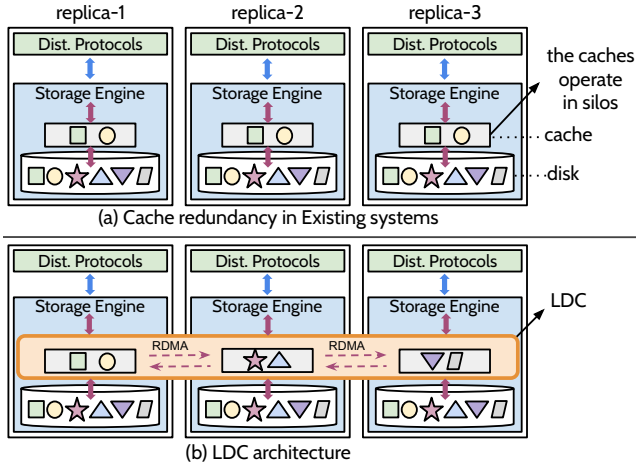 replica-1 replica-2 replica-3
Dist. Protocols Dist. Protocols Dist. Protocols
the caches
operate
in silos
Storage Engine Storage Engine Storage Engine
cache
disk
(a) Cache redundancy in Existing systems
Dist. Protocols Dist. Protocols Dist. Protocols
Storage Engine Storage Engine Storage Engine
LDC
RDMA RDMA
(b) LDC architecture